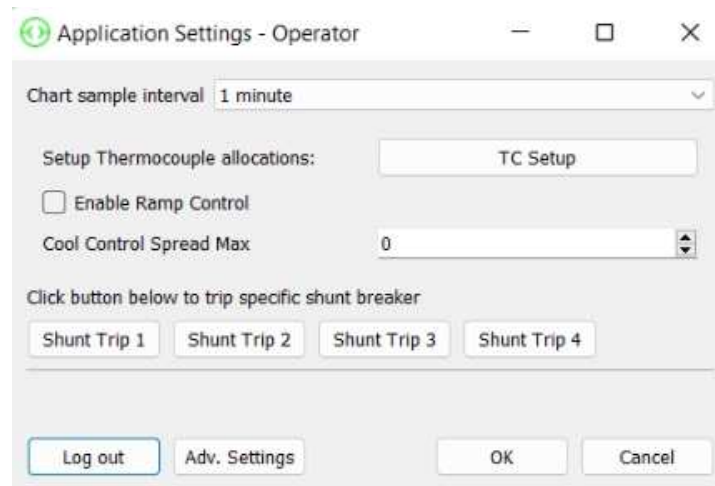 Application Settings - Operator
Chart sample interval 1 minute
Setup Thermocouple allocations: TC Setup
Enable Ramp Control
Cool Control Spread Max 0
Click button below to trip specific shunt breaker
Shunt Trip 1 Shunt Trip 2 Shunt Trip 3 Shunt Trip 4
Log out Adv. Settings OK Cancel